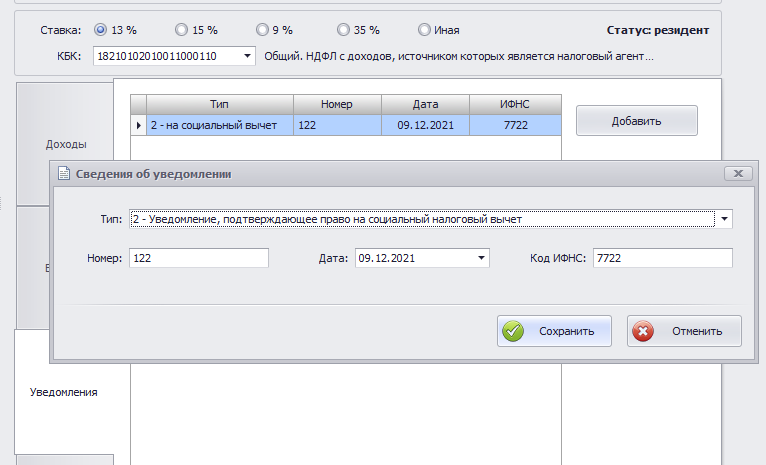 Ставка: 13 % 15 % 9 % 35 % Иная Статус: резидент
КБК: 18210102010011000110 Общий. НДФЛ с доходов, источником которых является налоговый агент...
Тип Номер Дата ИФНС
2 - на социальный вычет 122 09.12.2021 7722
Добавить
Доходы
Сведения об уведомлении
Тип: 2 - Уведомление, подтверждающее право на социальный налоговый вычет
Номер: 122 Дата: 09.12.2021 Код ИФНС: 7722
Сохранить Отменить
Уведомления